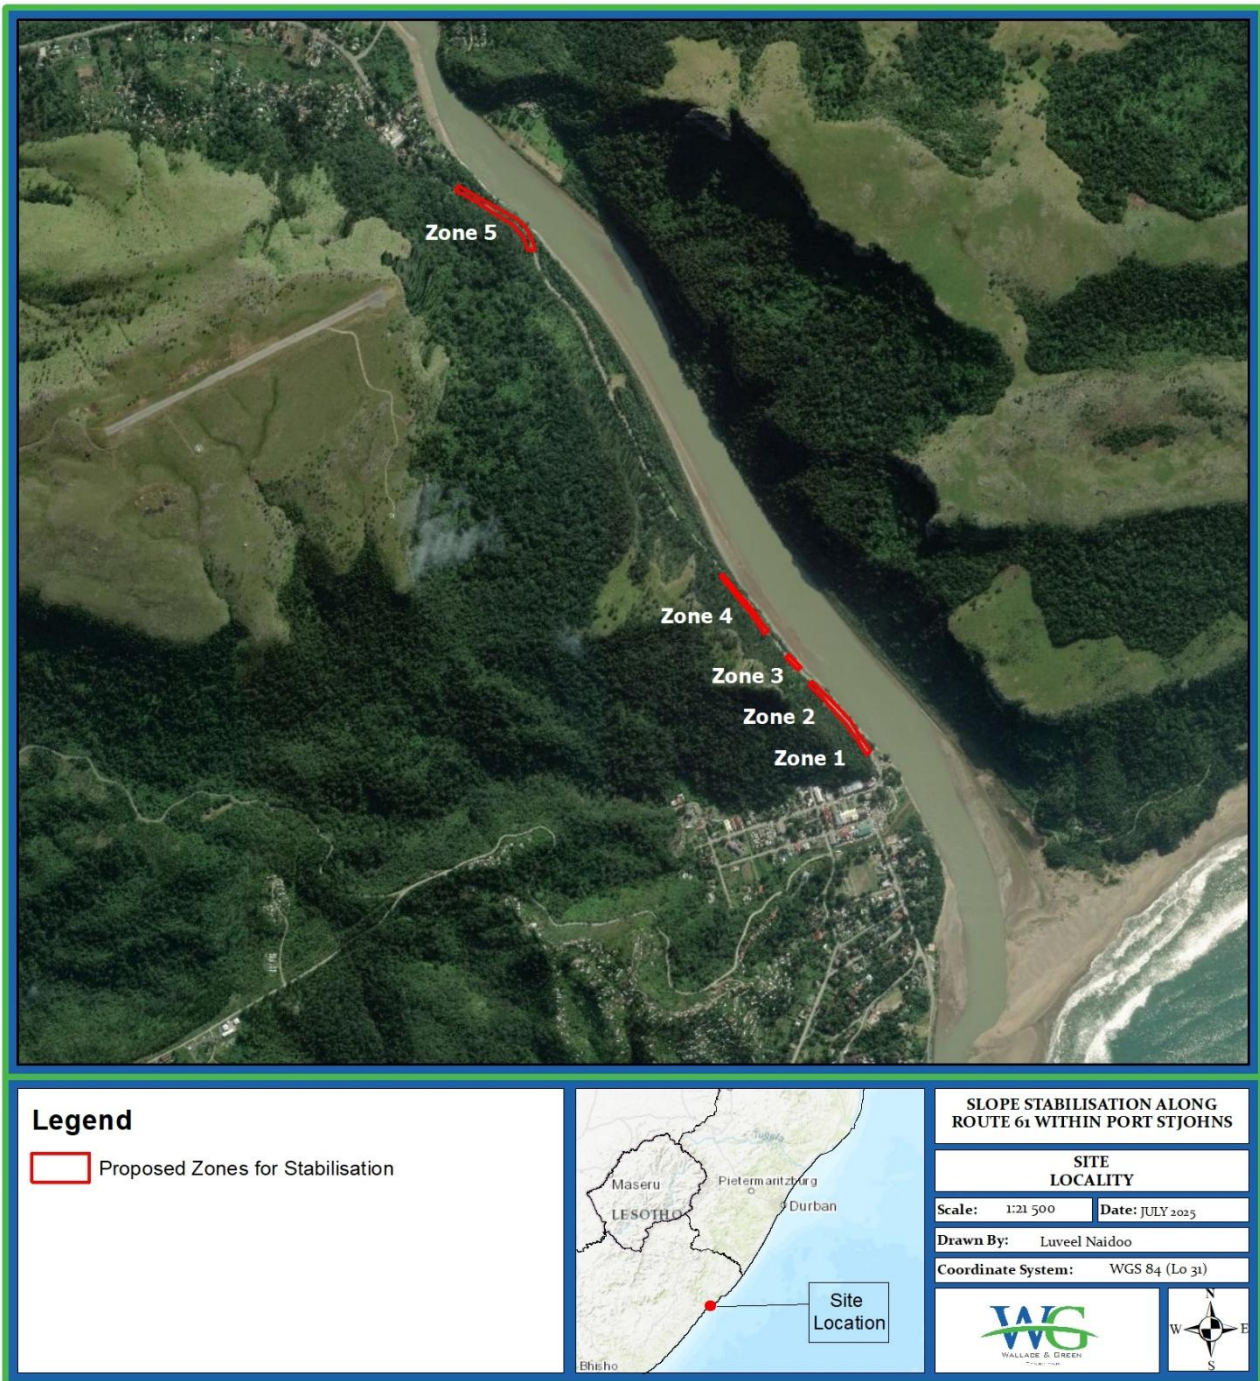 Zone 5
Zone 4
Zone 3
Zone 2
Zone 1
Legend
Proposed Zones for Stabilisation
Maseru
LESOTHO
Tugela
Pietermaritzburg
Durban
Bhisho
Site
Location
SLOPE STABILISATION ALONG
ROUTE 61 WITHIN PORT STJOHNS
SITE
LOCALITY
Scale: 1:21 500
Date: JULY 2025
Drawn By: Luveel Naidoo
Coordinate System: WGS 84 (Lo 31)
WG
WALLACE & GREEN
N
W E
S